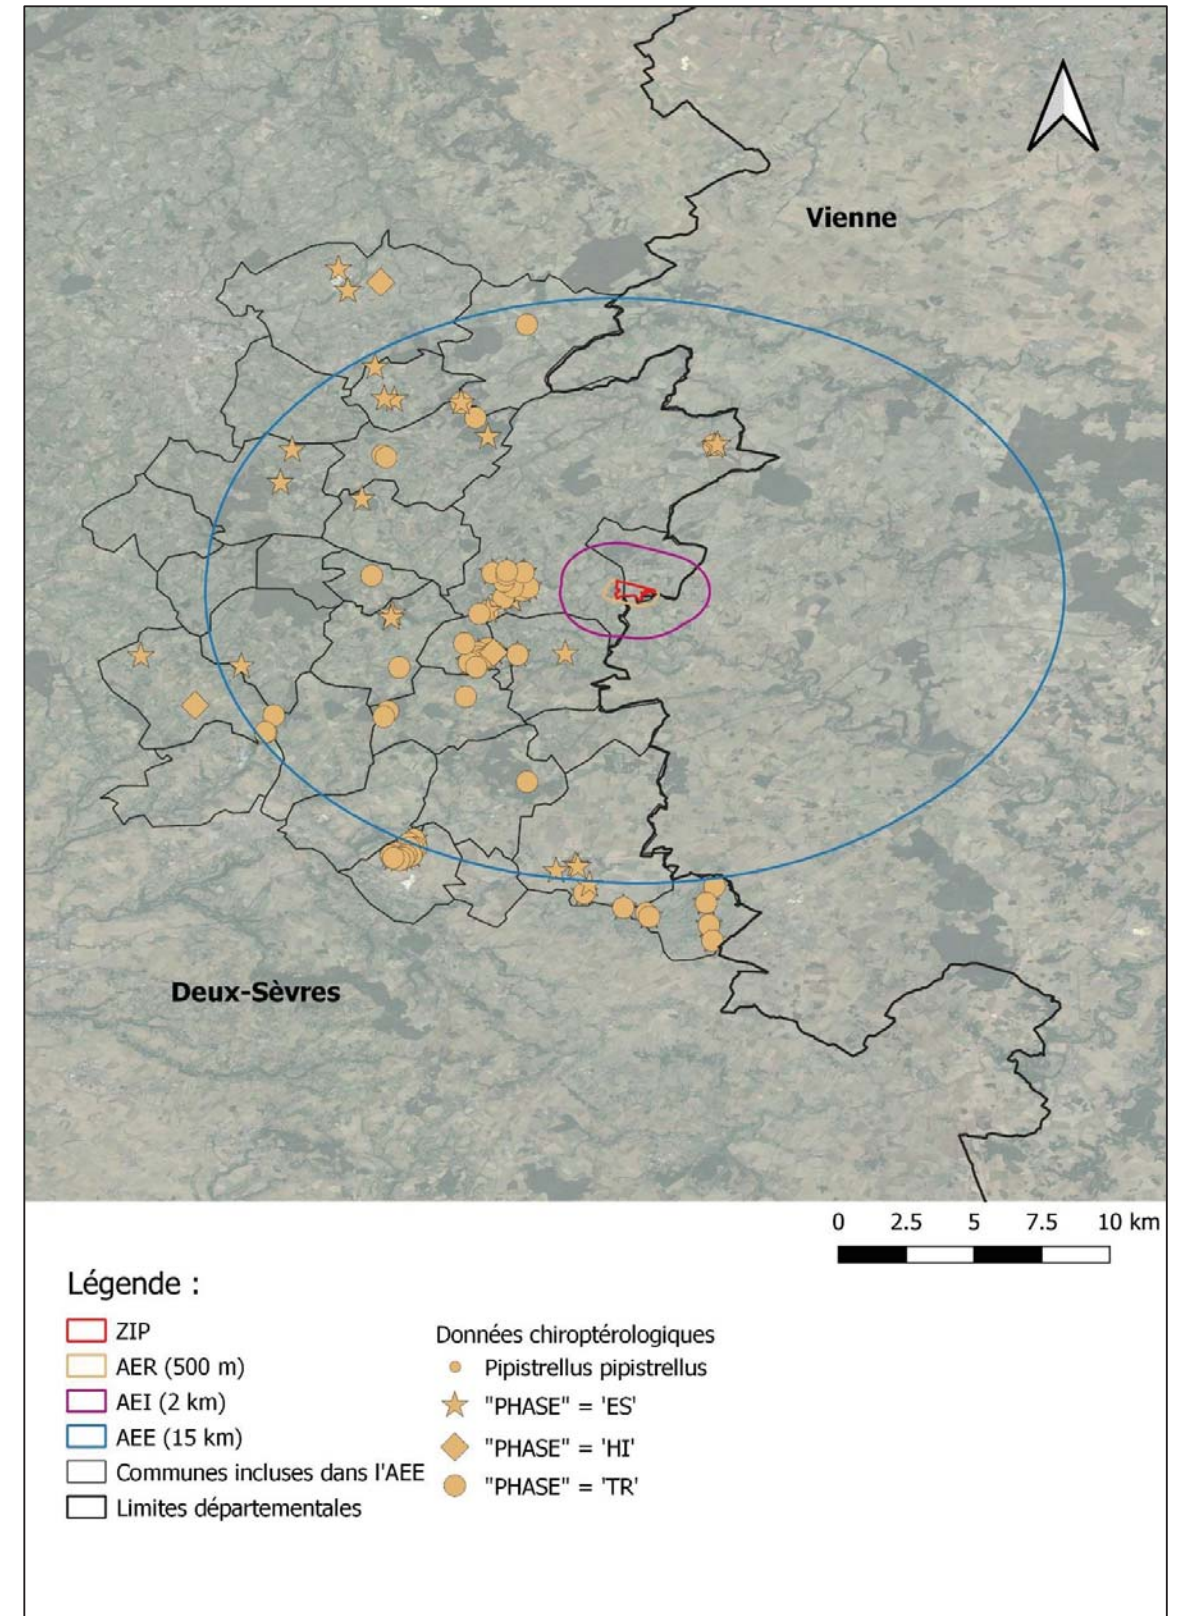 Vienne
Deux-Sèvres
0 2.5 5 7.5 10 km
Légende :
ZIP
AER (500 m)
AEI (2 km)
AEE (15 km)
Communes incluses dans l'AEE
Limites départementales
Données chiroptérologiques
Pipistrellus pipistrellus
"PHASE" = 'ES'
"PHASE" = 'HI'
"PHASE" = 'TR'